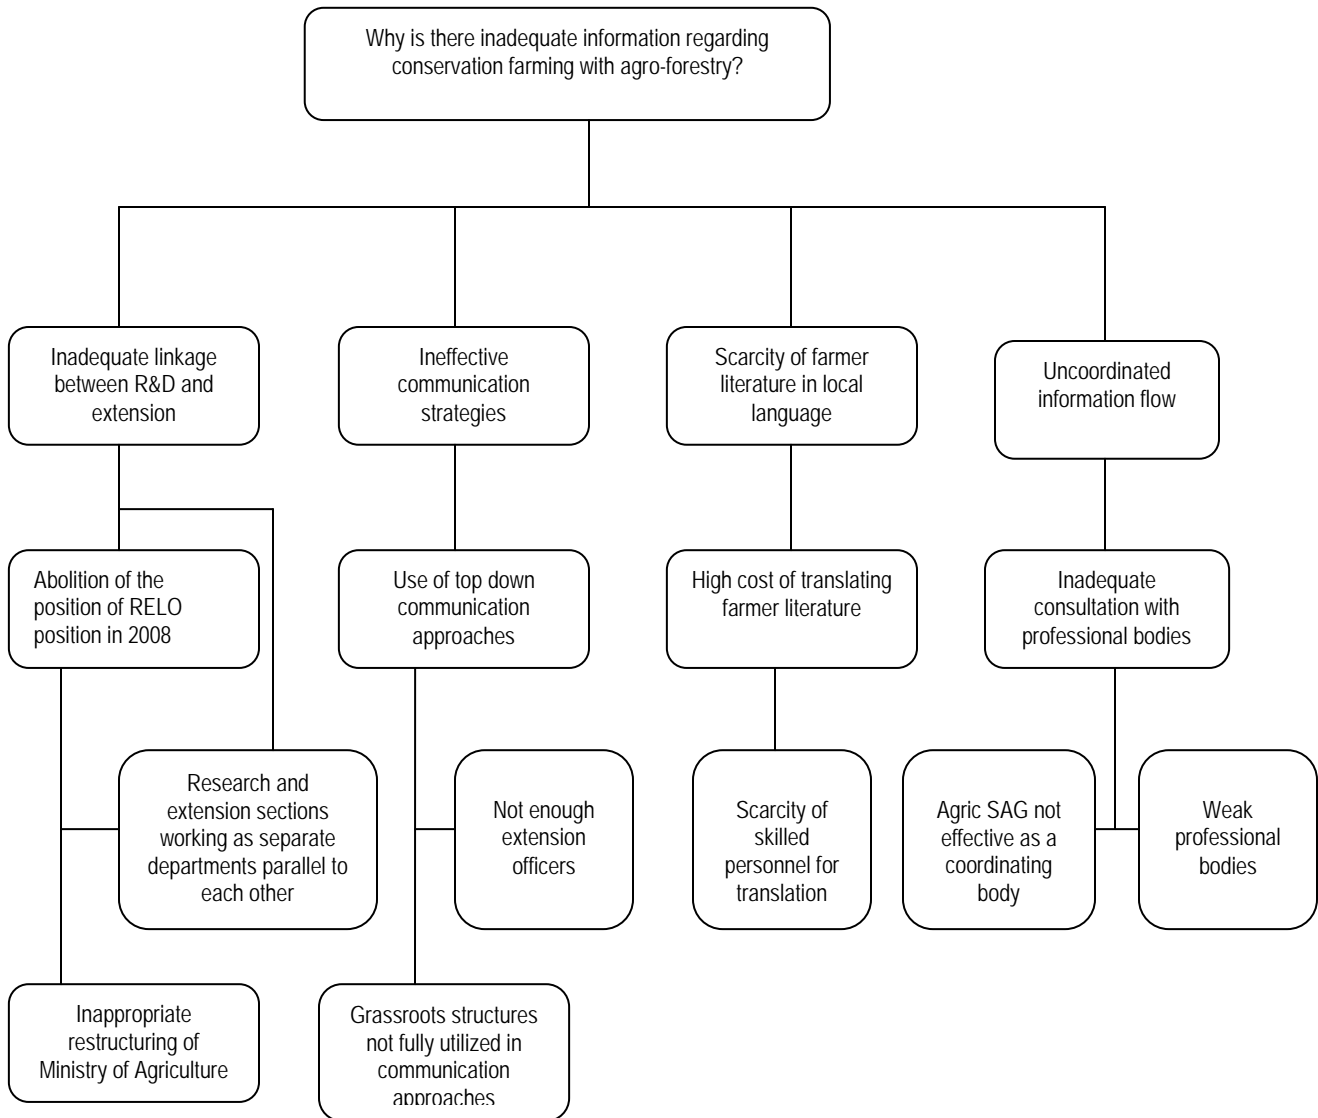 Why is there inadequate information regarding
conservation farming with agro-forestry?
Inadequate linkage
between R&D and
extension
Ineffective
communication
strategies
Scarcity of farmer
literature in local
language
Uncoordinated
information flow
Abolition of the
position of RELO
position in 2008
Use of top down
communication
approaches
High cost of translating
farmer literature
Inadequate
consultation with
professional bodies
Research and
extension sections
working as separate
departments parallel to
each other
Not enough
extension
officers
Scarcity of
skilled
personnel for
translation
Agric SAG not
effective as a
coordinating
body
Weak
professional
bodies
Inappropriate
restructuring of
Ministry of Agriculture
Grassroots structures
not fully utilized in
communication
approaches